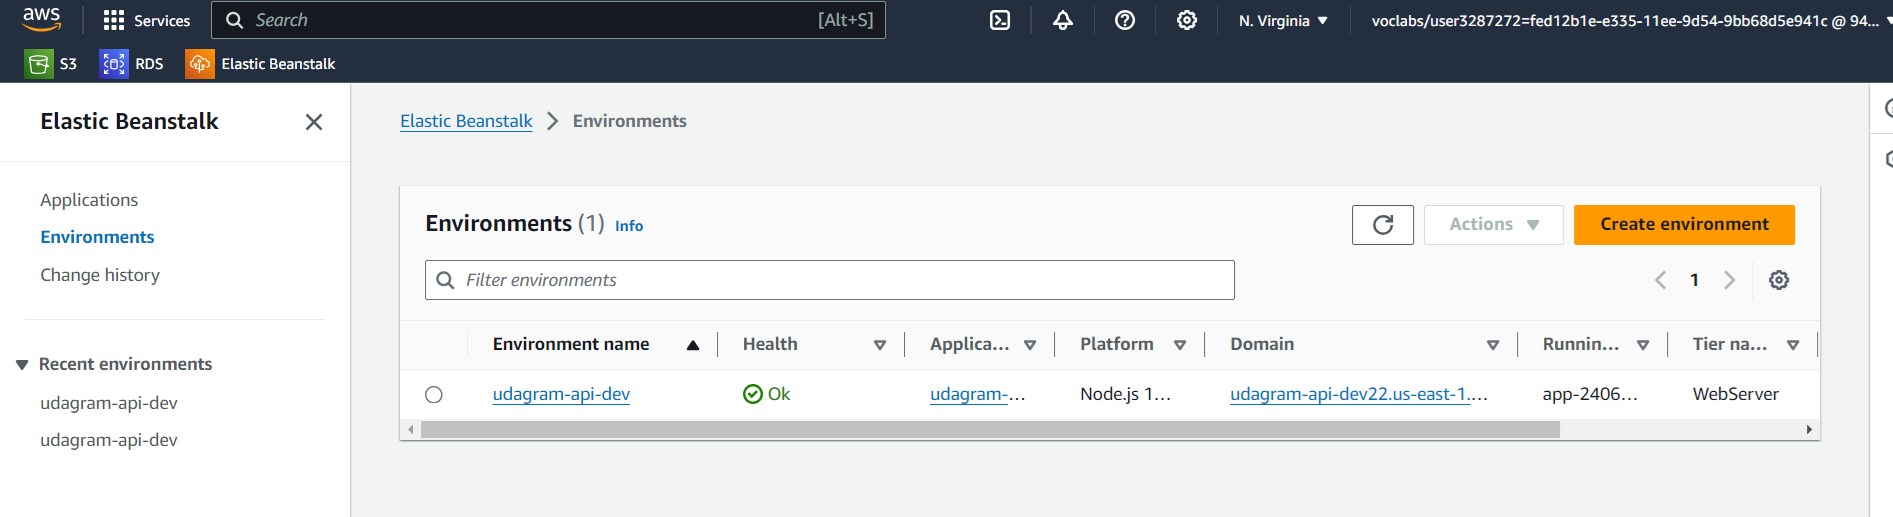 aws
Services
Search
[Alt+S]
N. Virginia
voclabs/user3287272=fed12b1e-e335-11ee-9d54-9bb68d5e941c @ 94...
S3
RDS
Elastic Beanstalk
Elastic Beanstalk
Applications
Environments
Change history
Recent environments
udagram-api-dev
udagram-api-dev
Elastic Beanstalk > Environments
Environments (1) Info
Actions
Create environment
Filter environments
1
Environment name Health Applica... Platform Domain Runnin... Tier na...
udagram-api-dev Ok udagram-... Node.js 1... udagram-api-dev22.us-east-1.... app-2406... WebServer